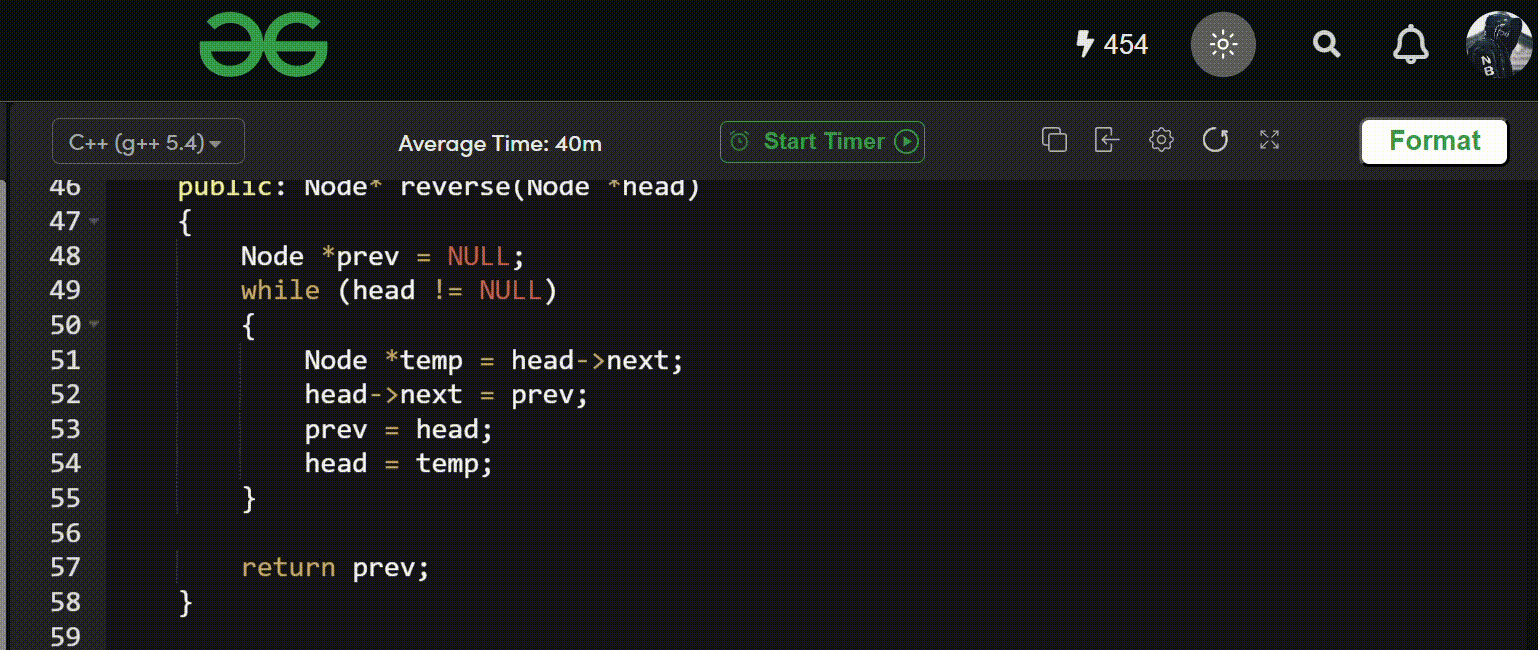 454
C++ (g++ 5.4)
Average Time: 40m
Start Timer
Format
46 public: Node* reverse(Node *head)
47 {
48 Node *prev = NULL;
49 while (head != NULL)
50 {
51 Node *temp = head->next;
52 head->next = prev;
53 prev = head;
54 head = temp;
55 }
56
57 return prev;
58 }
59
NB